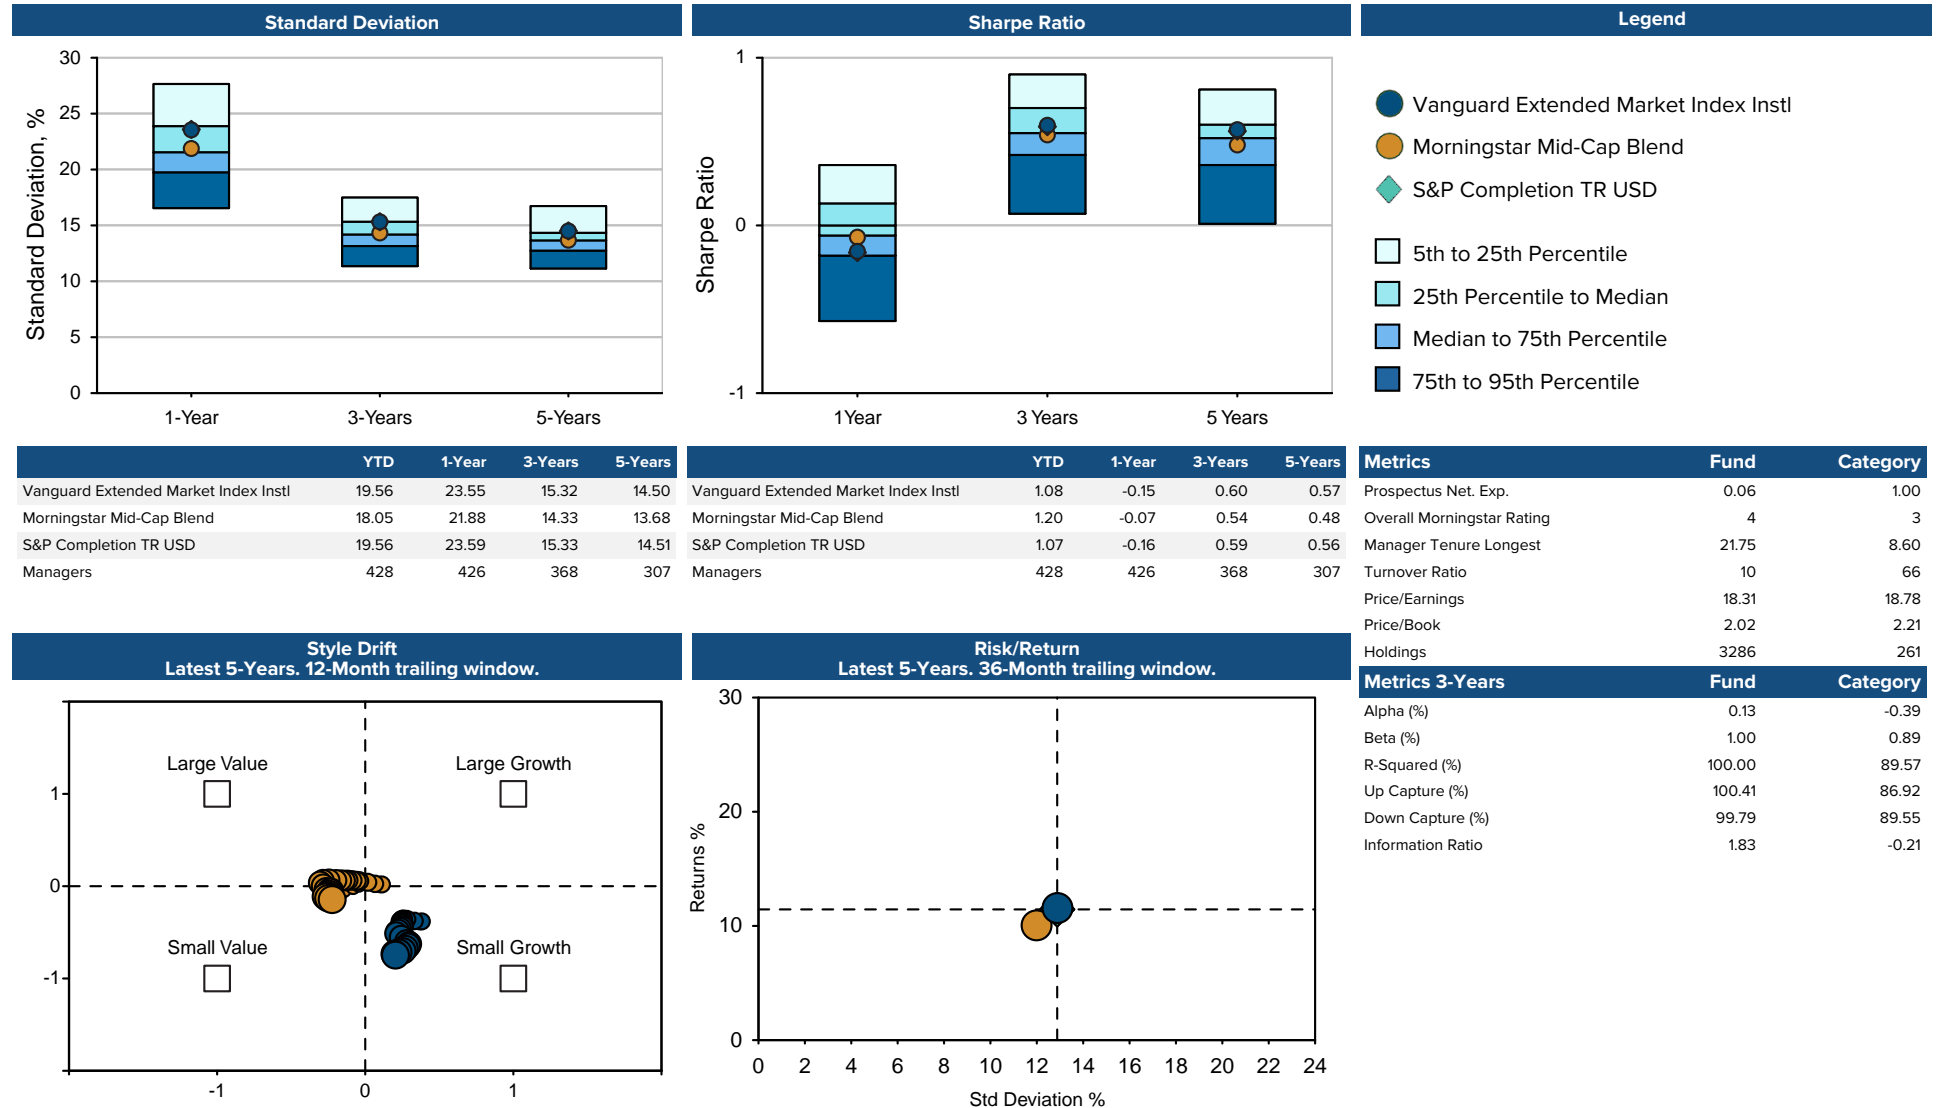 Standard Deviation
30
25
20
15
10
5
0
Standard Deviation, %
1-Year 3-Years 5-Years
Sharpe Ratio
1
0
-1
Sharpe Ratio
1Year 3 Years 5 Years
Legend
Vanguard Extended Market Index Instl
Morningstar Mid-Cap Blend
S&P Completion TR USD
5th to 25th Percentile
25th Percentile to Median
Median to 75th Percentile
75th to 95th Percentile
YTD 1-Year 3-Years 5-Years
Vanguard Extended Market Index Instl 19.56 23.55 15.32 14.50
Morningstar Mid-Cap Blend 18.05 21.88 14.33 13.68
S&P Completion TR USD 19.56 23.59 15.33 14.51
Managers 428 426 368 307
YTD 1-Year 3-Years 5-Years
Vanguard Extended Market Index Instl 1.08 -0.15 0.60 0.57
Morningstar Mid-Cap Blend 1.20 -0.07 0.54 0.48
S&P Completion TR USD 1.07 -0.16 0.59 0.56
Managers 428 426 368 307
Metrics Fund Category
Prospectus Net. Exp. 0.06 1.00
Overall Morningstar Rating 4 3
Manager Tenure Longest 21.75 8.60
Turnover Ratio 10 66
Price/Earnings 18.31 18.78
Price/Book 2.02 2.21
Holdings 3286 261
Metrics 3-Years Fund Category
Alpha (%) 0.13 -0.39
Beta (%) 1.00 0.89
R-Squared (%) 100.00 89.57
Up Capture (%) 100.41 86.92
Down Capture (%) 99.79 89.55
Information Ratio 1.83 -0.21
Style Drift
Latest 5-Years. 12-Month trailing window.
Large Value Large Growth
1
0
Small Value Small Growth
-1
-1 0 1
Risk/Return
Latest 5-Years. 36-Month trailing window.
30
20
10
0
Returns %
0 2 4 6 8 10 12 14 16 18 20 22 24
Std Deviation %